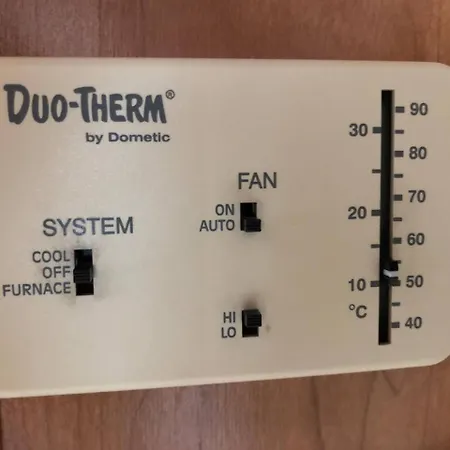 DUO-THERM®
by Dometic
SYSTEM
COOL
OFF
FURNACE
FAN
ON
AUTO
HI
LO
30
20
10
°C
90
80
70
60
50
40